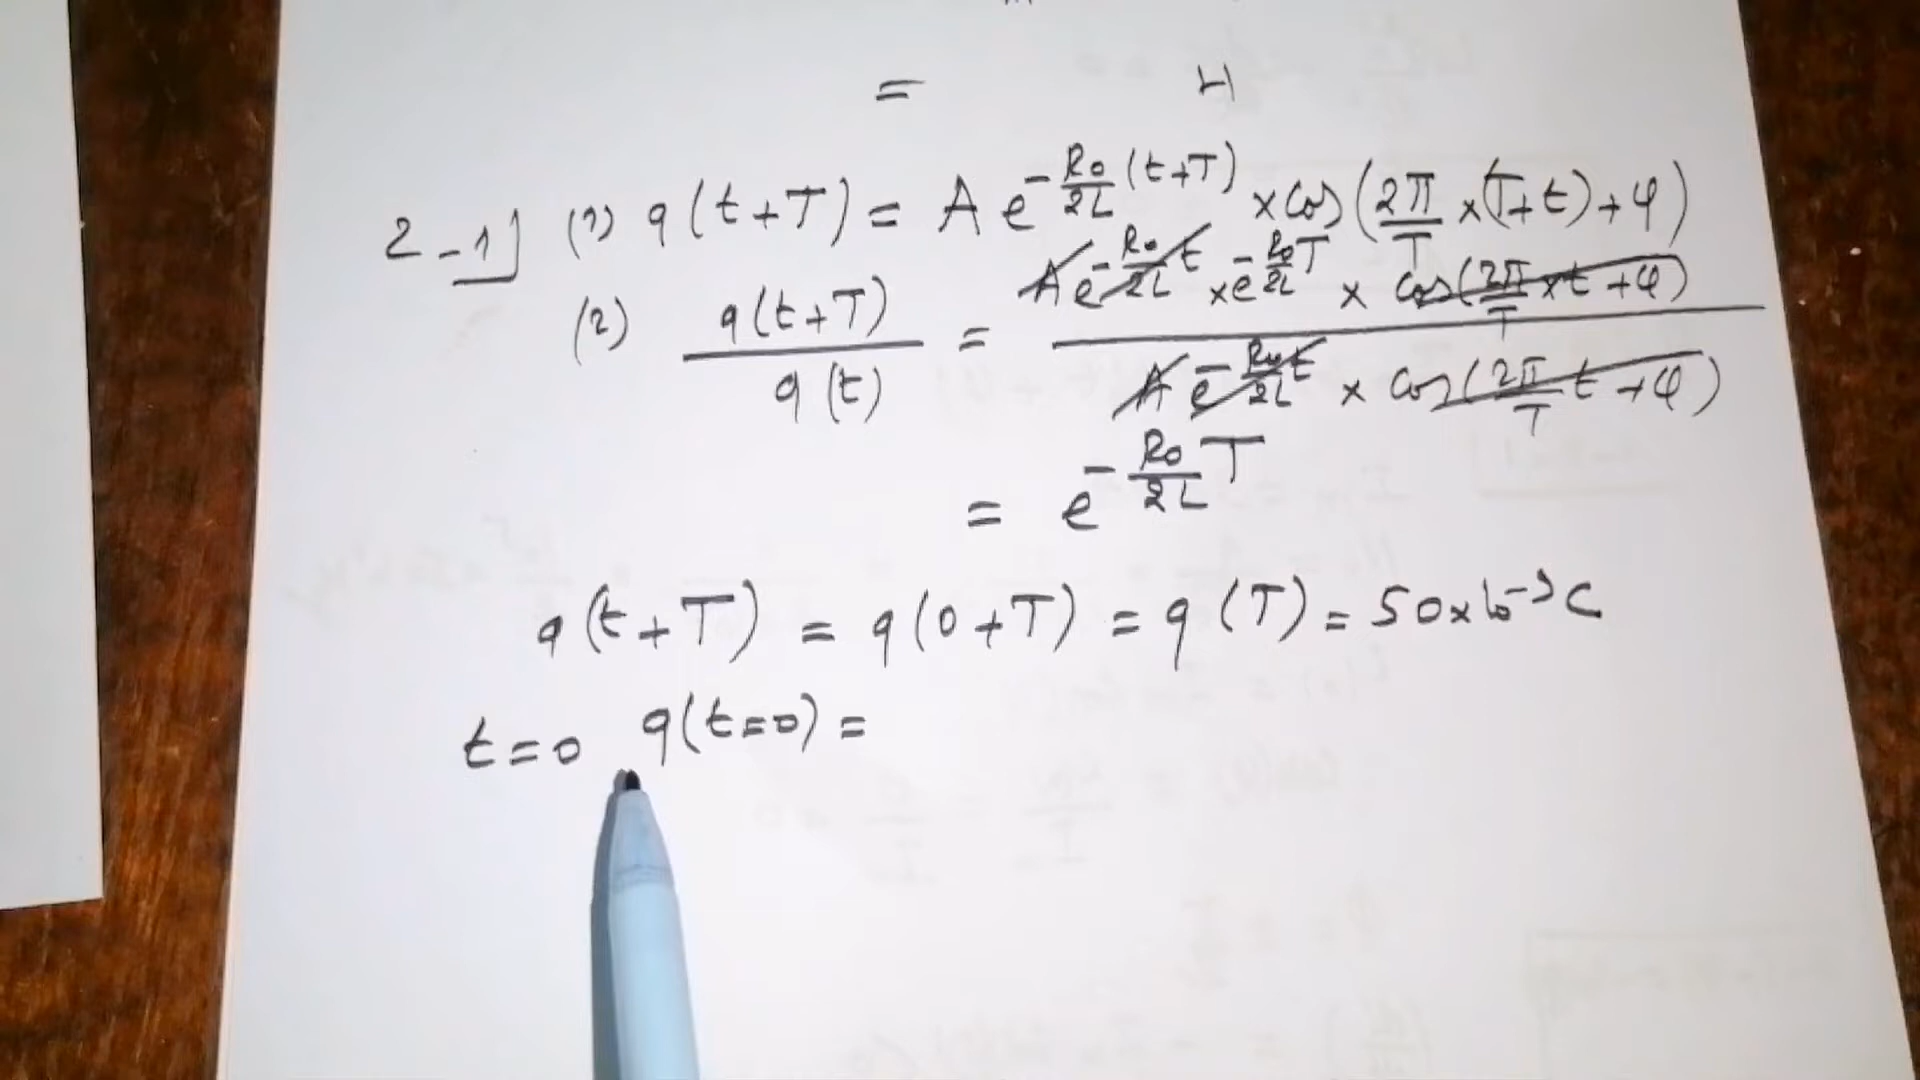 = H
2-1] (1) q(t+T) = A e^{-\frac{R_0}{2L}(t+T)} × cos(\frac{2π}{T} × (T+t) + φ)
(2) \frac{q(t+T)}{q(t)} = \frac{A e^{-\frac{R_0}{2L}t} × e^{-\frac{R_0}{2L}T} × cos(\frac{2π}{T} × t + φ)}{A e^{-\frac{R_0}{2L}t} × cos(\frac{2π}{T} t + φ)}
= e^{-\frac{R_0}{2L}T}
q(t+T) = q(0+T) = q(T) = 50×10^{-3}C
t=0 q(t=0) =